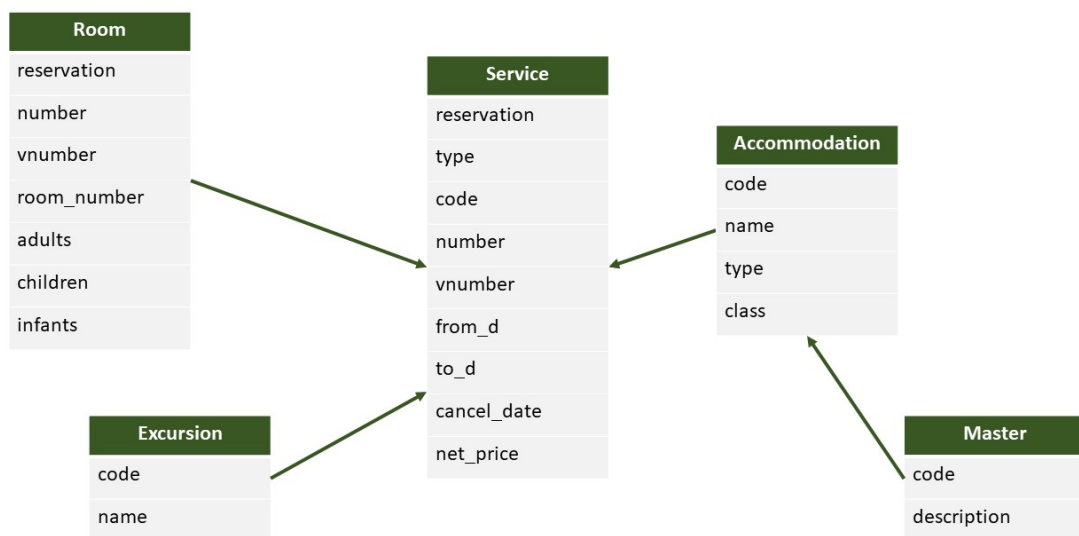 Room
reservation
number
vnumber
room_number
adults
children
infants
Service
reservation
type
code
number
vnumber
from_d
to_d
cancel_date
net_price
Accommodation
code
name
type
class
Excursion
code
name
Master
code
description